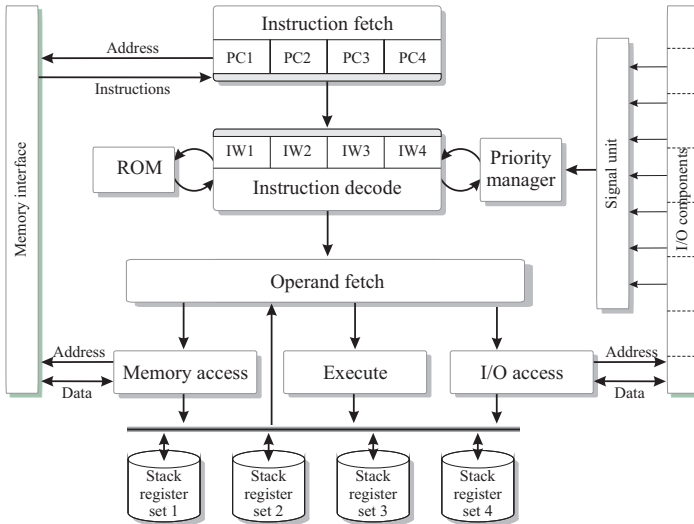 Instruction fetch
PC1 PC2 PC3 PC4
Address
Instructions
Memory interface
IW1 IW2 IW3 IW4
Instruction decode
ROM
Priority
manager
Signal unit
I/O components
Operand fetch
Address
Data
Memory access
Execute
I/O access
Address
Data
Stack
register
set 1
Stack
register
set 2
Stack
register
set 3
Stack
register
set 4